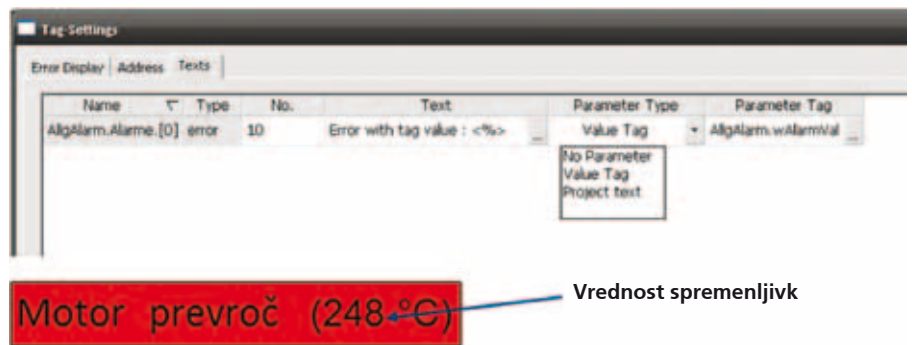 Tag-Settings
Error Display Address Texts
Name Type No. Text Parameter Type Parameter Tag
AllgAlarm.Alarme.[0] error 10 Error with tag value : <%> ... Value Tag AllgAlarm.wAlarmVal ...
No Parameter
Value Tag
Project text
Vrednost spremenljivk
Motor prevroč (248 °C)